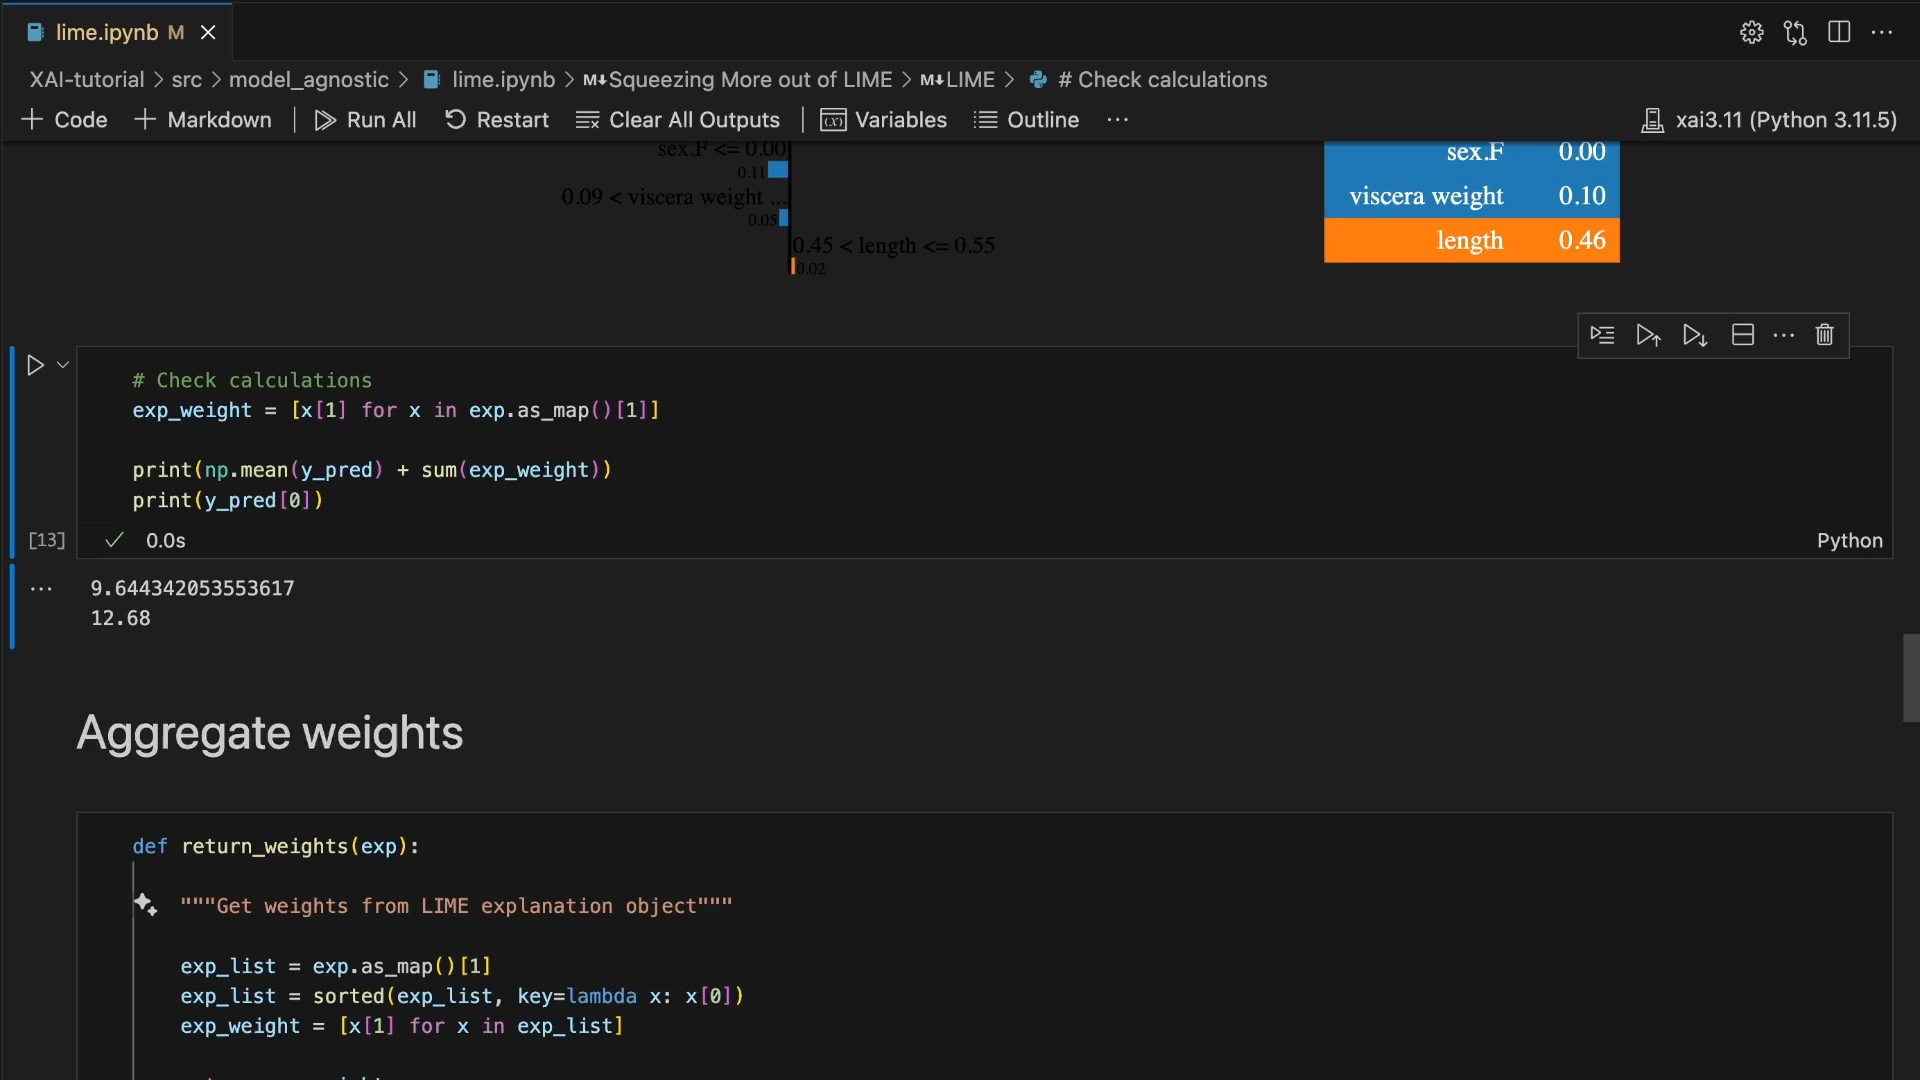 lime.ipynb M
XAI-tutorial > src > model_agnostic > lime.ipynb > M↓Squeezing More out of LIME > M↓LIME > # Check calculations
+ Code + Markdown Run All Restart Clear All Outputs Variables Outline ··· xai3.11 (Python 3.11.5)
sex.F <= 0.00
0.11
0.09 < viscera weight ...
0.05
0.45 < length <= 0.55
0.02
sex.F 0.00
viscera weight 0.10
length 0.46
# Check calculations
exp_weight = [x[1] for x in exp.as_map()[1]]
print(np.mean(y_pred) + sum(exp_weight))
print(y_pred[0])
[13] 0.0s Python
9.644342053553617
12.68
Aggregate weights
def return_weights(exp):
"""Get weights from LIME explanation object"""
exp_list = exp.as_map()[1]
exp_list = sorted(exp_list, key=lambda x: x[0])
exp_weight = [x[1] for x in exp_list]